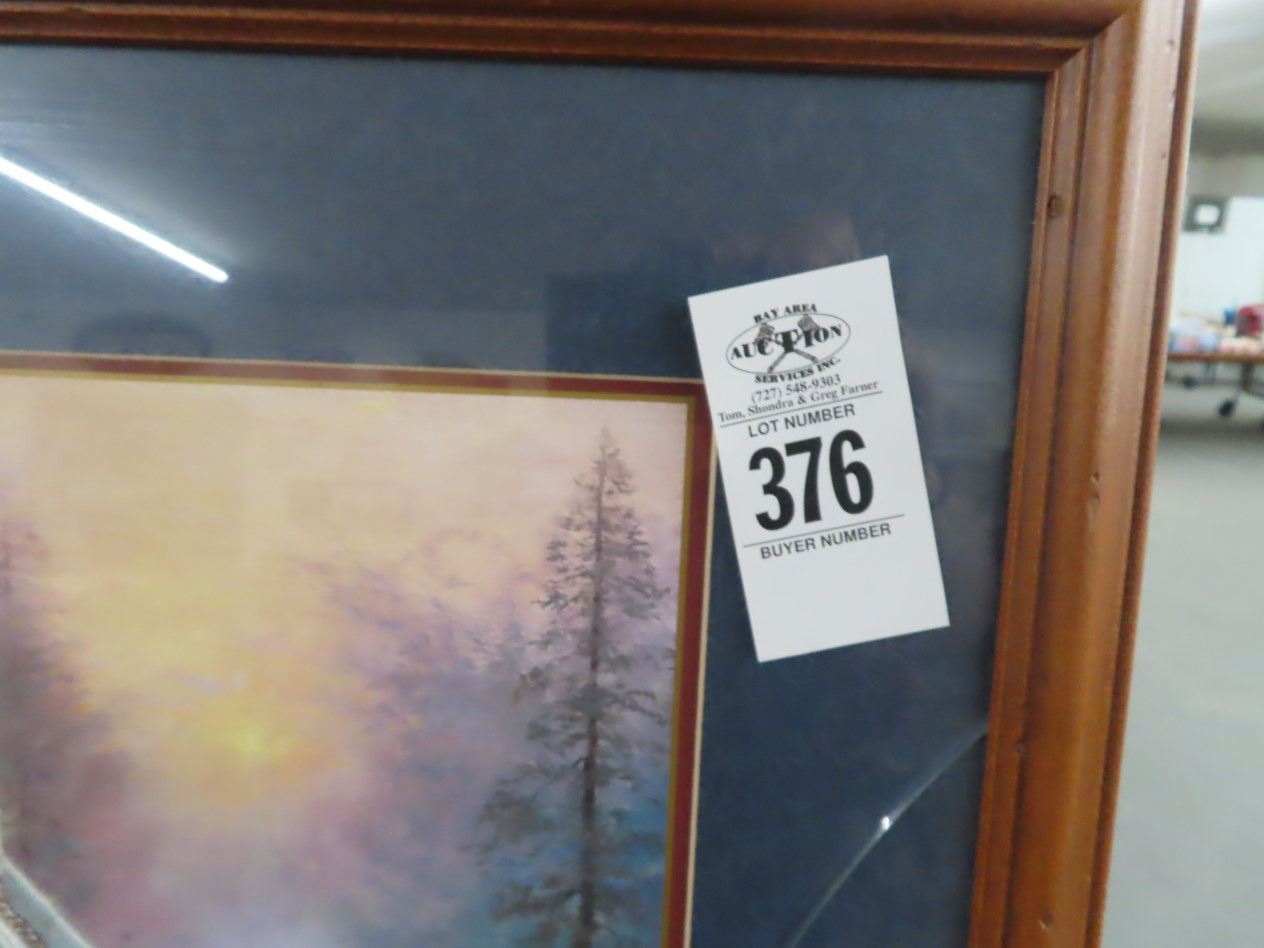 BAY AREA
AUCTION
SERVICES INC.
(727) 548-9303
Tom, Shondra & Greg Farner
LOT NUMBER
376
BUYER NUMBER